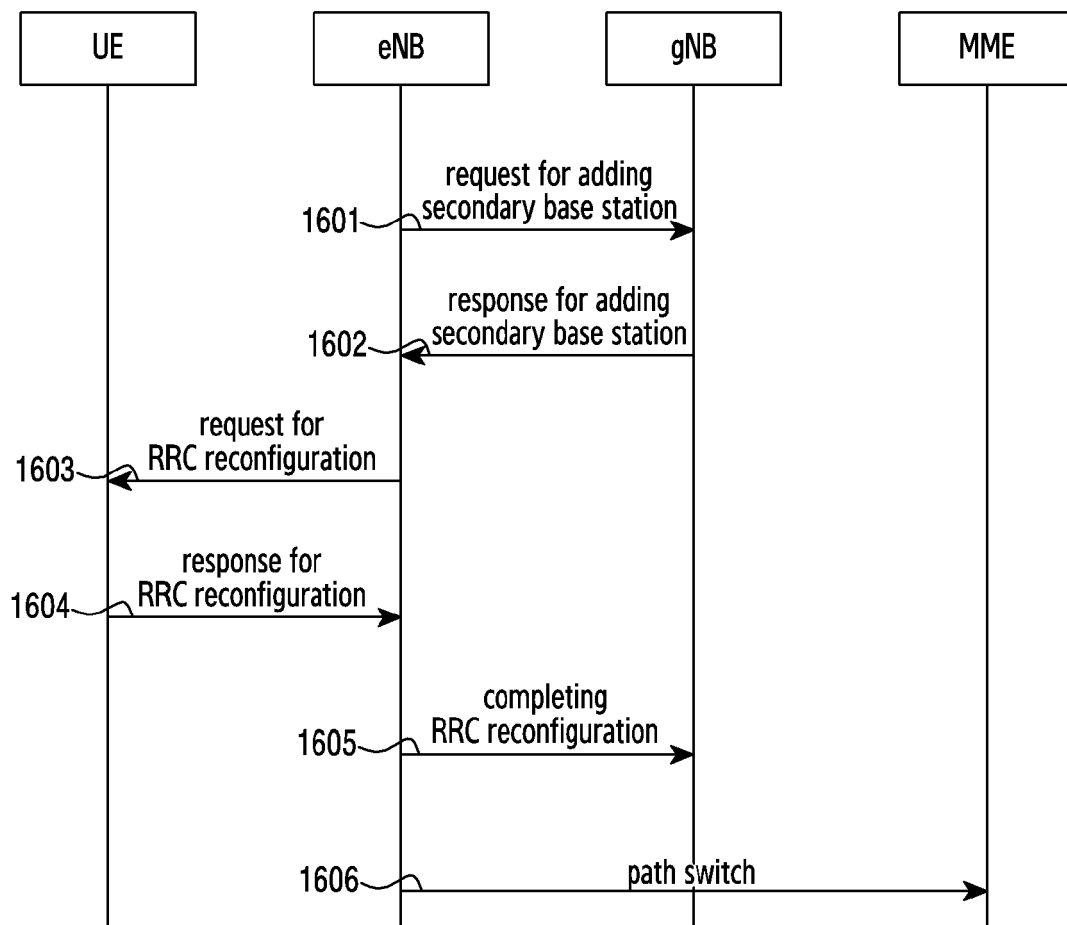 UE
eNB
gNB
MME
request for adding
secondary base station
1601
response for adding
secondary base station
1602
request for
RRC reconfiguration
1603
response for
RRC reconfiguration
1604
completing
RRC reconfiguration
1605
path switch
1606